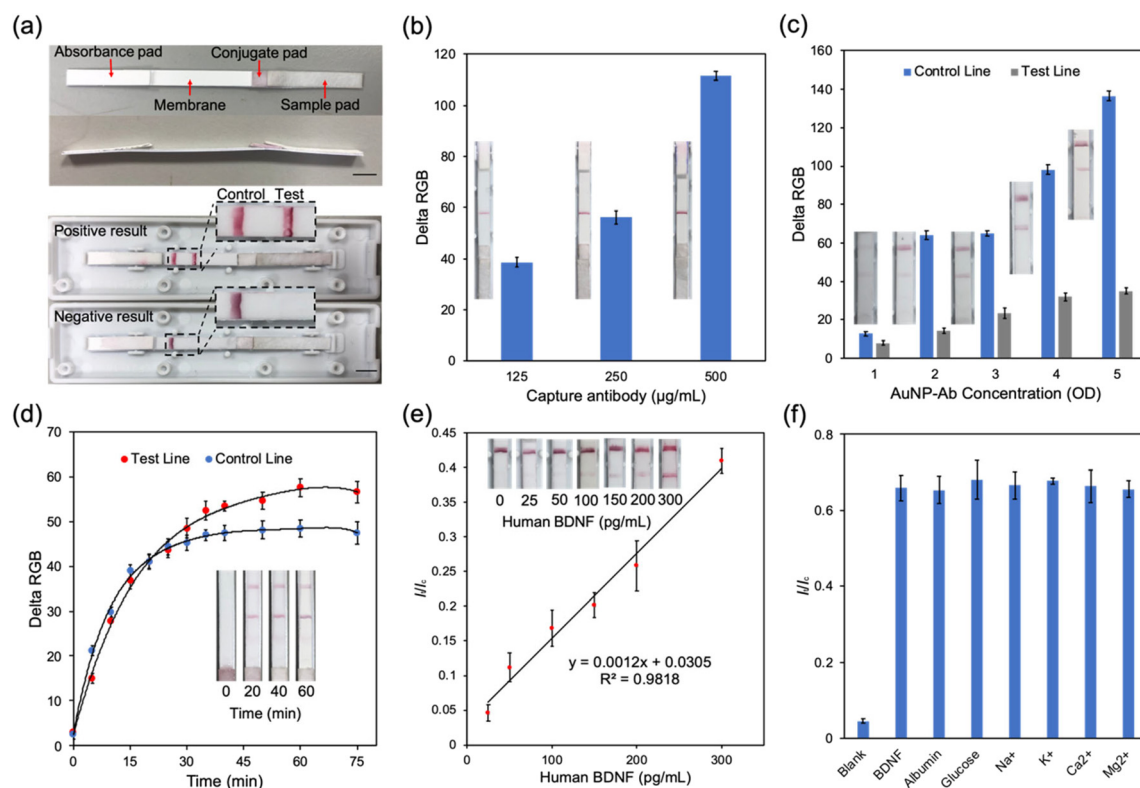 (a)
Absorbance pad
Conjugate pad
Membrane
Sample pad
Control Test
Positive result
Negative result
(b)
Delta RGB
120
100
80
60
40
20
0
125 250 500
Capture antibody (µg/mL)
(c)
Delta RGB
160
140
120
100
80
60
40
20
0
Control Line Test Line
1 2 3 4 5
AuNP-Ab Concentration (OD)
(d)
Delta RGB
70
60
50
40
30
20
10
0
Test Line Control Line
0 20 40 60
Time (min)
0 15 30 45 60 75
Time (min)
(e)
Iₜ/I꜀
0.45
0.4
0.35
0.3
0.25
0.2
0.15
0.1
0.05
0
0 25 50 100 150 200 300
Human BDNF (pg/mL)
y = 0.0012x + 0.0305
R² = 0.9818
0 100 200 300 400
Human BDNF (pg/mL)
(f)
Iₜ/I꜀
0.8
0.6
0.4
0.2
0
Blank BDNF Albumin Glucose Na+ K+ Ca2+ Mg2+